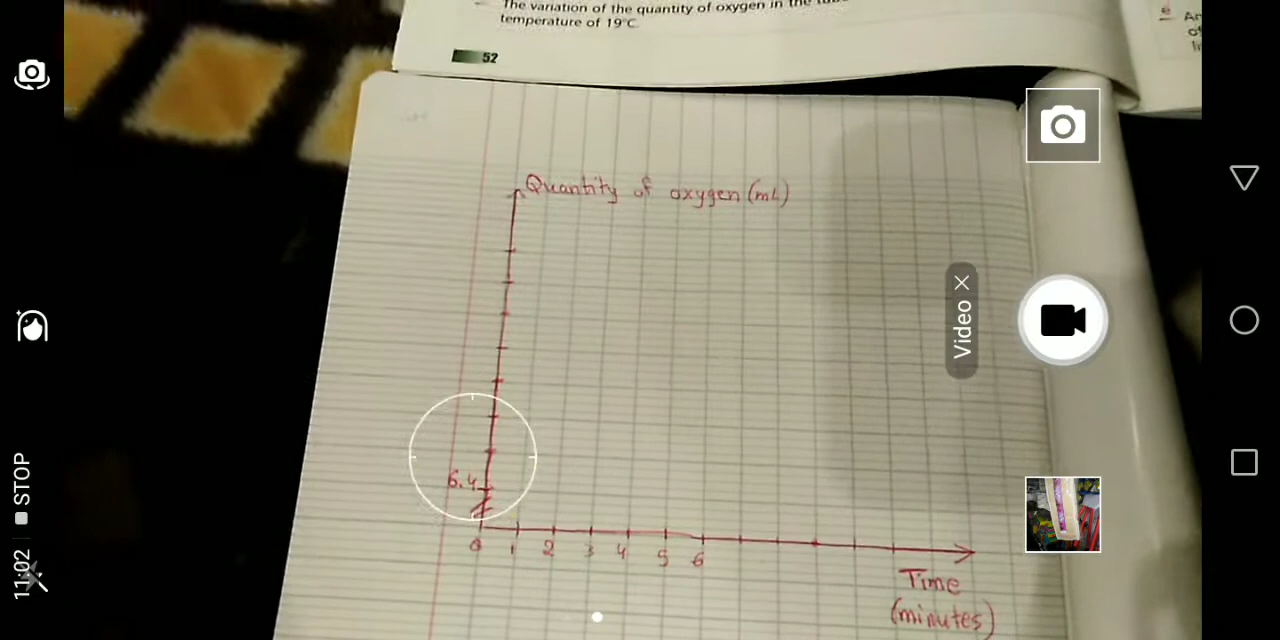 The variation of the quantity of oxygen in the
temperature of 19°C.
52
Quantity of oxygen (mL)
6.4
0 1 2 3 4 5 6
Time
(minutes)
Video ×
STOP
11:02